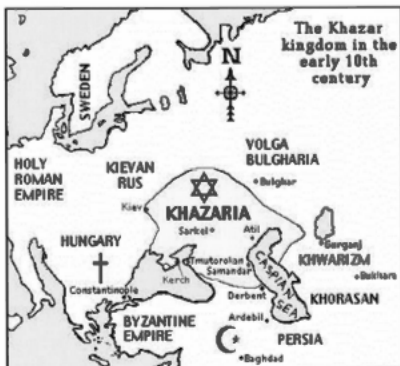 The Khazar
kingdom in the
early 10th
century
N
SWEDEN
HOLY
ROMAN
EMPIRE
KIEVAN
RUS
VOLGA
BULGHARIA
Bulghar
Kiev
KHAZARIA
Sarkel
Atil
HUNGARY
Gurganj
KHWARIZM
Tmutorokan
Samandar
CASPIAN
SEA
Kerch
Bukhara
Constantinople
Derbent
KHORASAN
BYZANTINE
EMPIRE
Ardebil
PERSIA
Baghdad